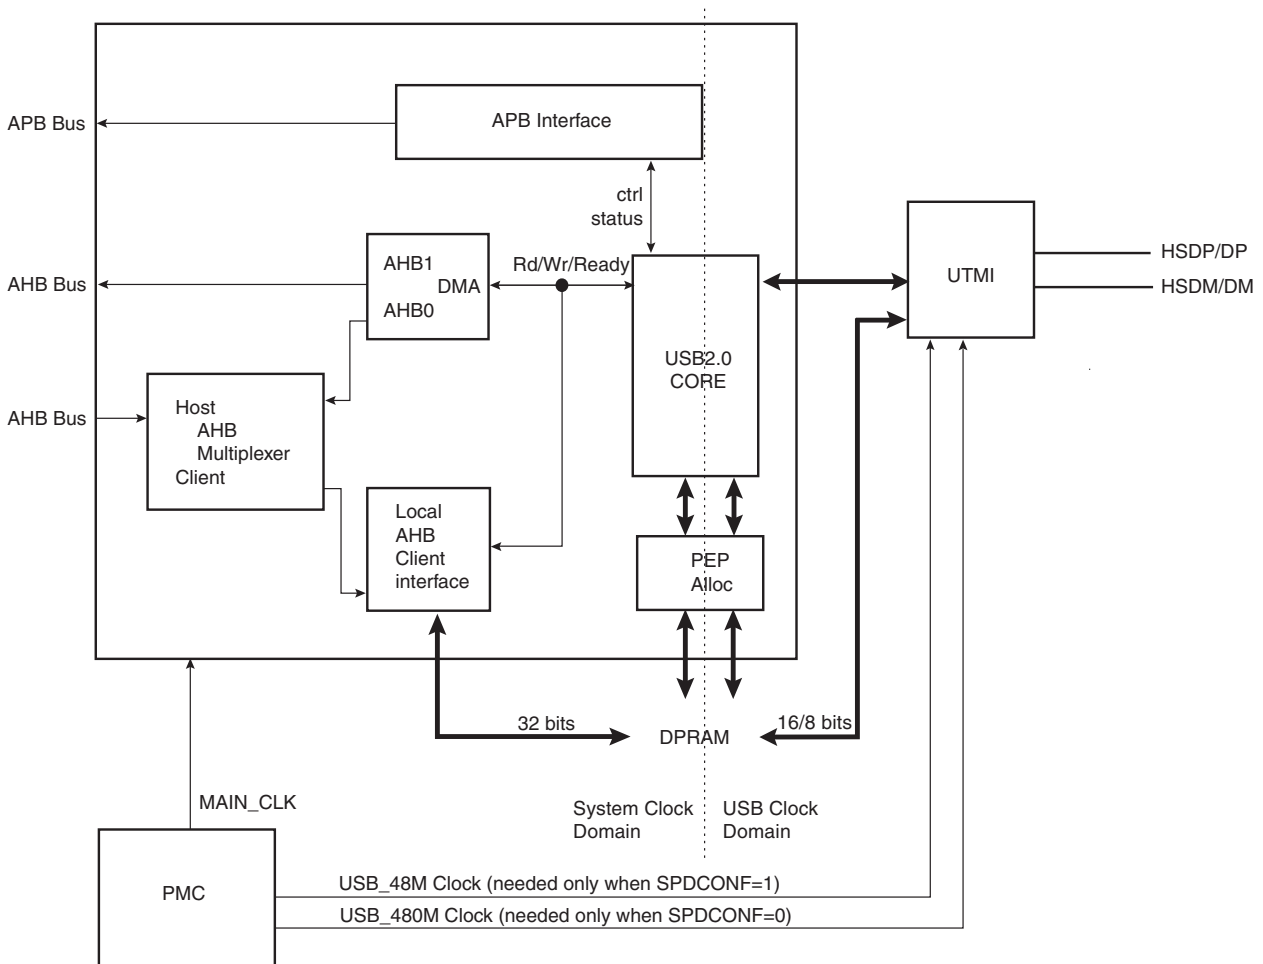 APB Bus
APB Interface
ctrl
status
AHB Bus
AHB1
DMA
AHB0
Rd/Wr/Ready
USB2.0
CORE
UTMI
HSDP/DP
HSDM/DM
AHB Bus
Host
AHB
Multiplexer
Client
Local
AHB
Client
interface
PEP
Alloc
32 bits
DPRAM
16/8 bits
MAIN_CLK
System Clock
Domain
USB Clock
Domain
PMC
USB_48M Clock (needed only when SPDCONF=1)
USB_480M Clock (needed only when SPDCONF=0)